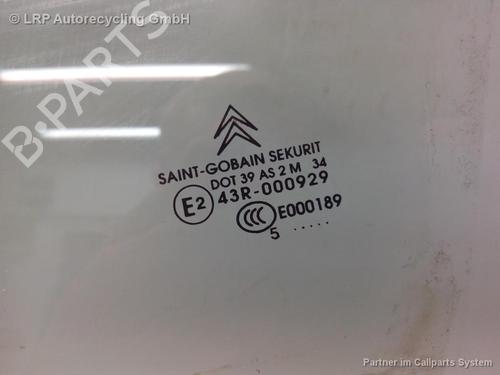 © LRP Autorecycling GmbH
B-PARTS
SAINT-GOBAIN SEKURIT
DOT 39 AS 2 M 34
E2 43R-000929
CCC E000189
5 .....
Partner im Callparts System